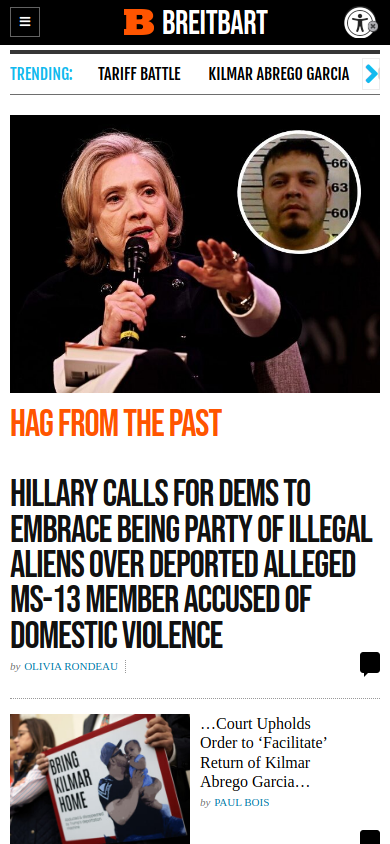 BREITBART
TRENDING:
TARIFF BATTLE
KILMAR ABREGO GARCIA
66
63
60
HAG FROM THE PAST
HILLARY CALLS FOR DEMS TO
EMBRACE BEING PARTY OF ILLEGAL
ALIENS OVER DEPORTED ALLEGED
MS-13 MEMBER ACCUSED OF
DOMESTIC VIOLENCE
by OLIVIA RONDEAU
BRING
KILMAR
HOME
…Court Upholds
Order to ‘Facilitate’
Return of Kilmar
Abrego Garcia…
by PAUL BOIS